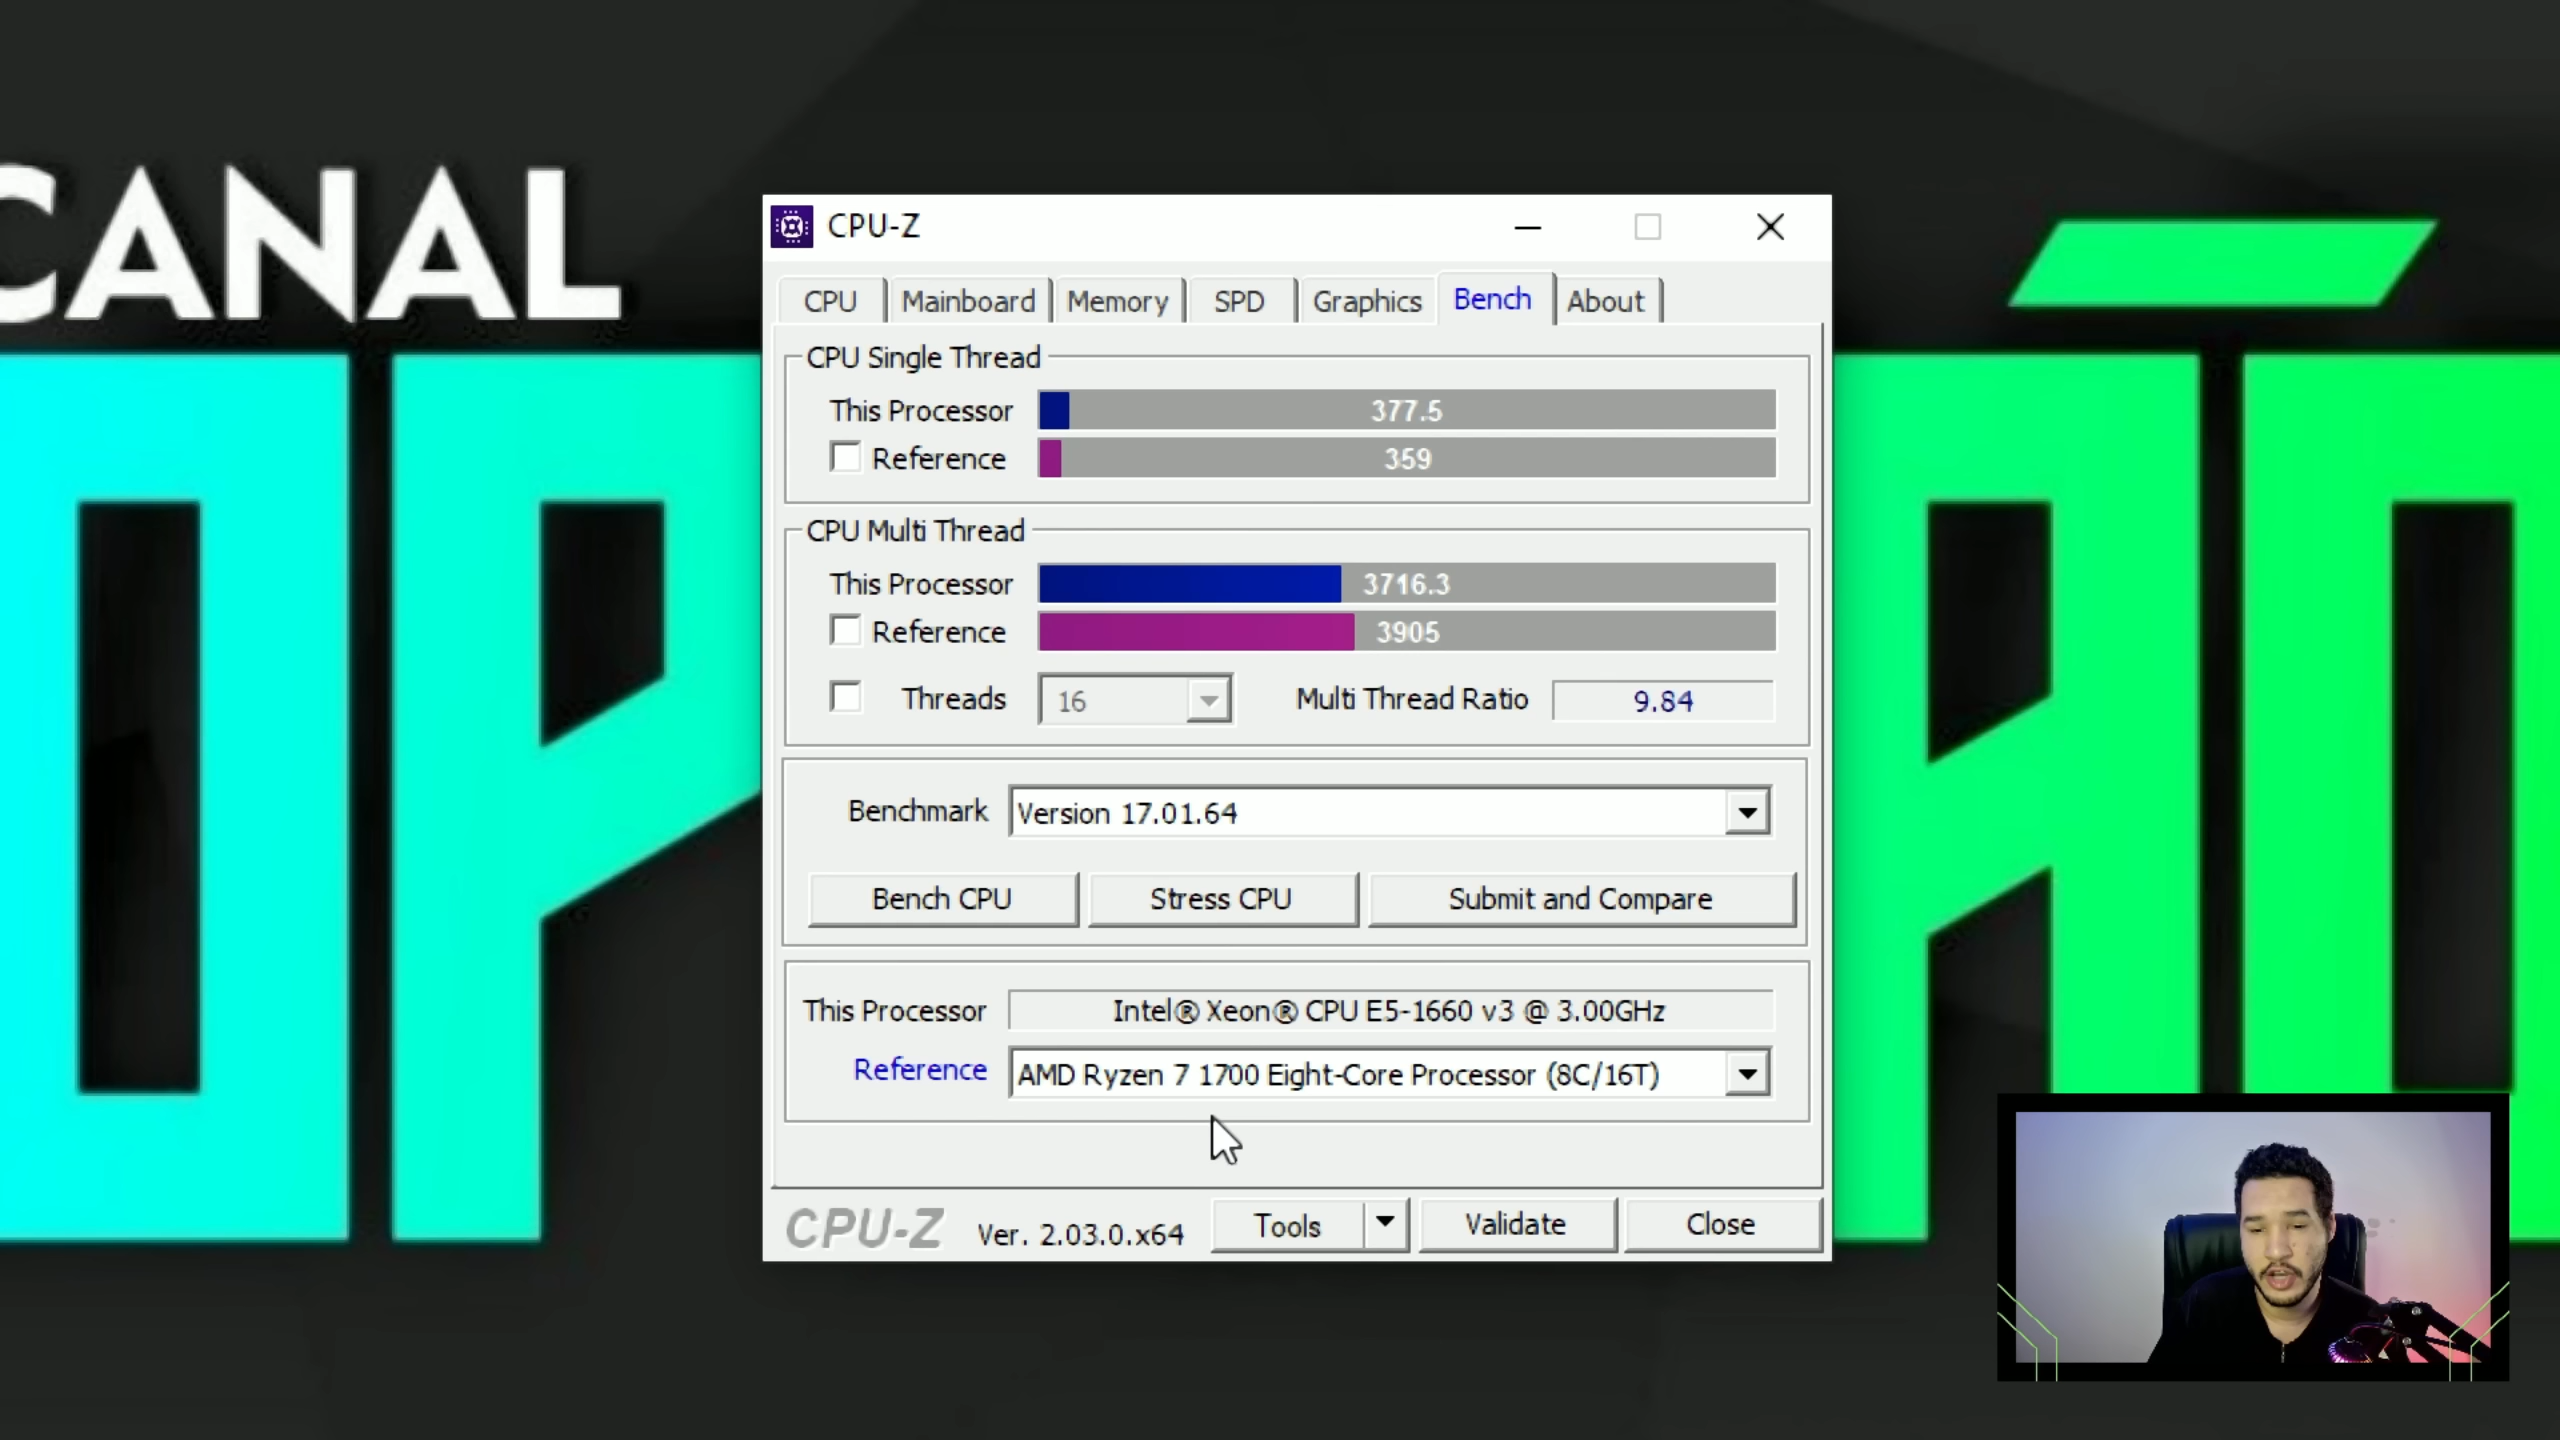 CANAL
CPU-Z
CPU Mainboard Memory SPD Graphics Bench About
CPU Single Thread
This Processor 377.5
Reference 359
CPU Multi Thread
This Processor 3716.3
Reference 3905
Threads 16 Multi Thread Ratio 9.84
Benchmark Version 17.01.64
Bench CPU Stress CPU Submit and Compare
This Processor Intel® Xeon® CPU E5-1660 v3 @ 3.00GHz
Reference AMD Ryzen 7 1700 Eight-Core Processor (8C/16T)
CPU-Z Ver. 2.03.0.x64 Tools Validate Close